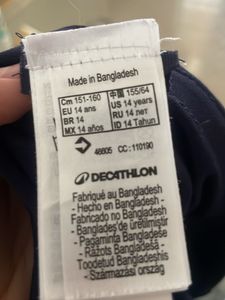 Made in Bangladesh
Cm 151-160 中国 155/64
EU 14 ans US 14 years
BR 14 RU 14 лет
MX 14 años ID 14 Tahun
46605 CC: 110190
DECATHLON
Fabriqué au Bangladesh
- Hecho en Bangladesh -
Fabricado no Bangladesh
- Bangladeş'de üretilmiştir
- Pagaminta Bangladeše
- Ražots Bangladešā -
Toodetud Bangladeshis
- Származási ország -